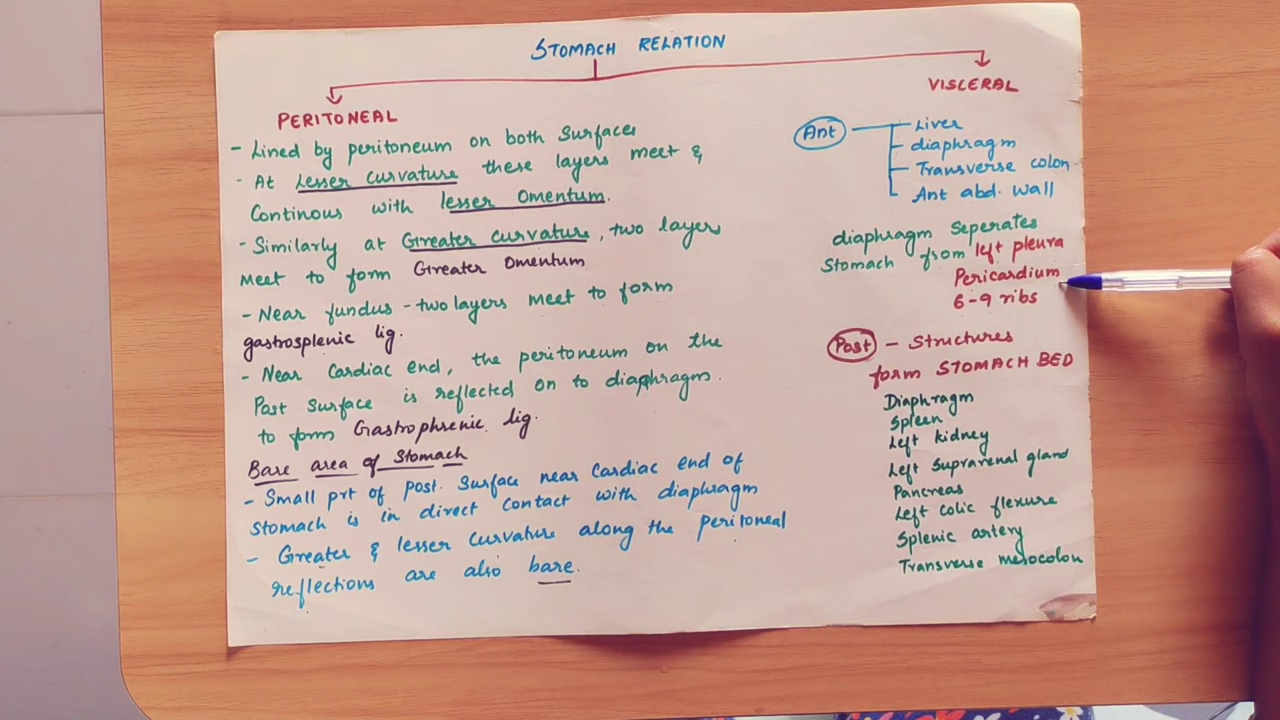 STOMACH RELATION
PERITONEAL
- Lined by peritoneum on both surfaces
- At Lesser curvature these layers meet &
Continous with lesser omentum.
- Similarly at Greater curvature, two layers
meet to form Greater Omentum
- Near fundus - two layers meet to form
gastrosplenic lig.
- Near Cardiac end, the peritoneum on the
Post Surface is reflected on to diaphragm.
to form Gastrophrenic lig.
Bare area of Stomach
- Small prt of post. surface near cardiac end of
stomach is in direct contact with diaphragm
- Greater & lesser curvature along the peritoneal
reflections are also bare.
VISCERAL
Ant - Liver
- diaphragm
- Transverse colon
- Ant abd. wall
diaphragm seperates
Stomach from left pleura
Pericardium
6-9 ribs
Post - Structures
form STOMACH BED
Diaphragm
Spleen
Left kidney
Left Suprarenal gland
Pancreas
Left colic flexure
Splenic artery
Transverse mesocolon